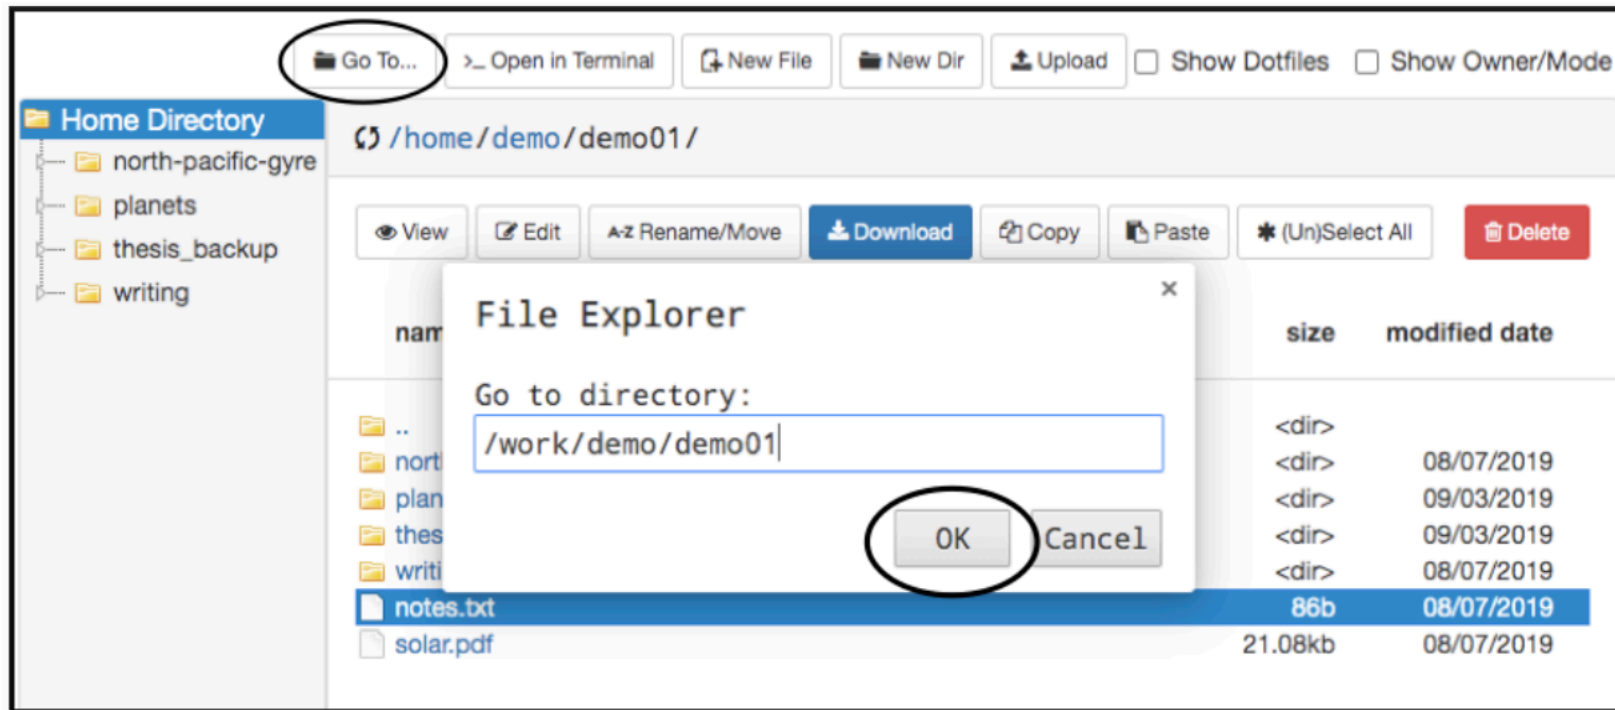 Go To... >_ Open in Terminal New File New Dir Upload Show Dotfiles Show Owner/Mode
Home Directory
north-pacific-gyre
planets
thesis_backup
writing
/home/demo/demo01/
View Edit A-Z Rename/Move Download Copy Paste (Un)Select All Delete
File Explorer ×
Go to directory:
/work/demo/demo01
OK Cancel
nam size modified date
.. <dir>
nort <dir> 08/07/2019
plan <dir> 09/03/2019
thes <dir> 09/03/2019
writi <dir> 08/07/2019
notes.txt 86b 08/07/2019
solar.pdf 21.08kb 08/07/2019